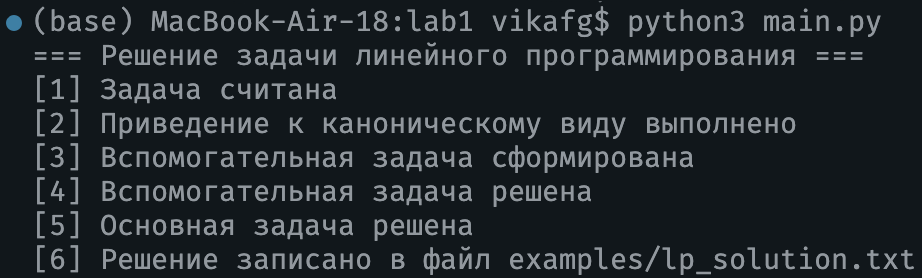 (base) MacBook-Air-18:lab1 vikafg$ python3 main.py
=== Решение задачи линейного программирования ===
[1] Задача считана
[2] Приведение к каноническому виду выполнено
[3] Вспомогательная задача сформирована
[4] Вспомогательная задача решена
[5] Основная задача решена
[6] Решение записано в файл examples/lp_solution.txt